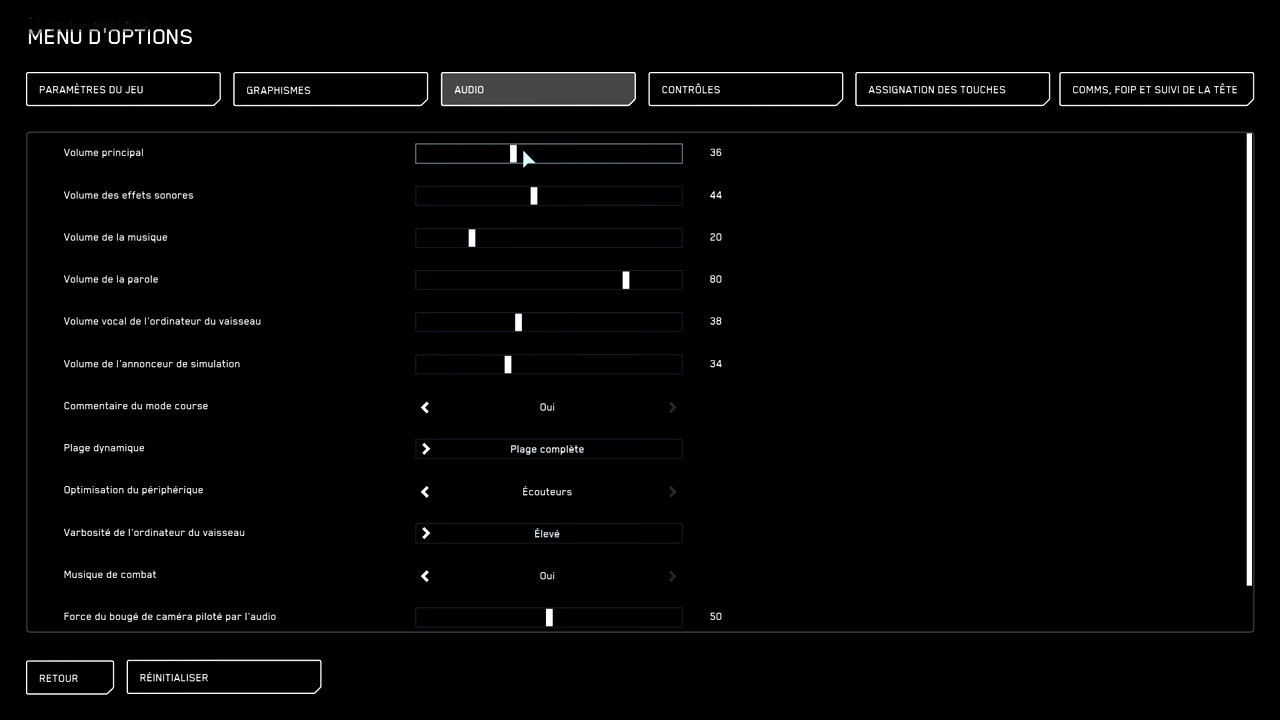 MENU D'OPTIONS
PARAMÈTRES DU JEU
GRAPHISMES
AUDIO
CONTRÔLES
ASSIGNATION DES TOUCHES
COMMS, FOIP ET SUIVI DE LA TÊTE
Volume principal 36
Volume des effets sonores 44
Volume de la musique 20
Volume de la parole 80
Volume vocal de l'ordinateur du vaisseau 38
Volume de l'annonceur de simulation 34
Commentaire du mode course Oui
Plage dynamique Plage complète
Optimisation du périphérique Écouteurs
Varbosité de l'ordinateur du vaisseau Élevé
Musique de combat Oui
Force du bougé de caméra piloté par l'audio 50
RETOUR
RÉINITIALISER